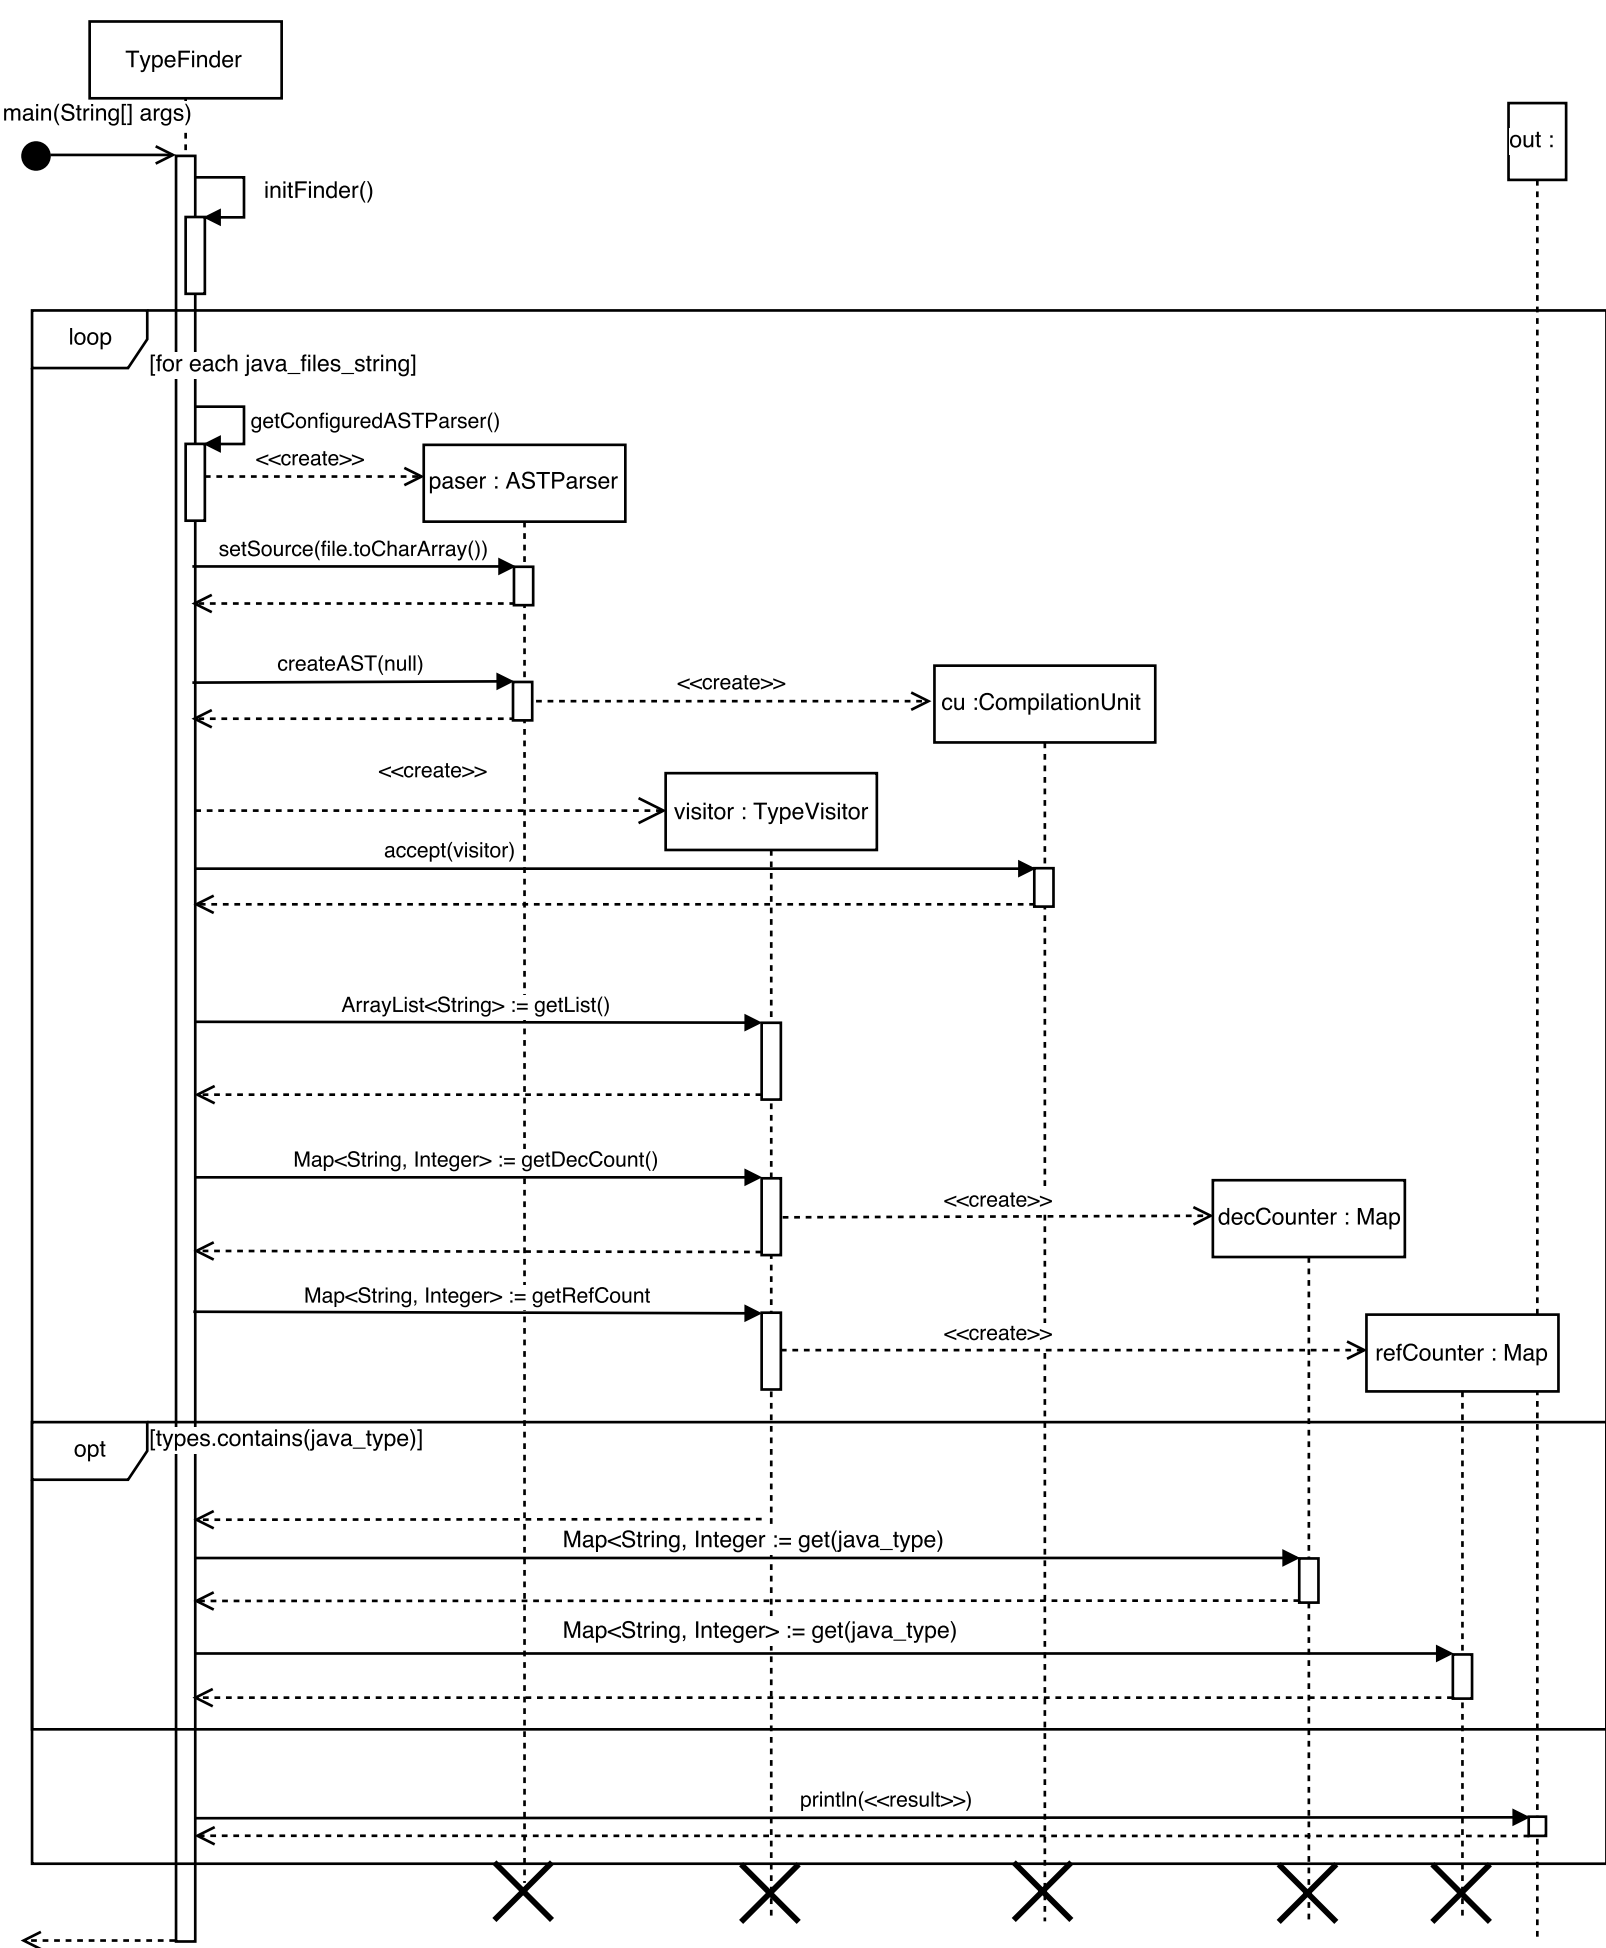 TypeFinder
main(String[] args)
out :
initFinder()
loop
[for each java_files_string]
getConfiguredASTParser()
<<create>>
paser : ASTParser
setSource(file.toCharArray())
createAST(null)
<<create>>
cu :CompilationUnit
<<create>>
visitor : TypeVisitor
accept(visitor)
ArrayList<String> := getList()
Map<String, Integer> := getDecCount()
<<create>>
decCounter : Map
Map<String, Integer> := getRefCount
<<create>>
refCounter : Map
opt
[types.contains(java_type)]
Map<String, Integer := get(java_type)
Map<String, Integer> := get(java_type)
println(<<result>>)